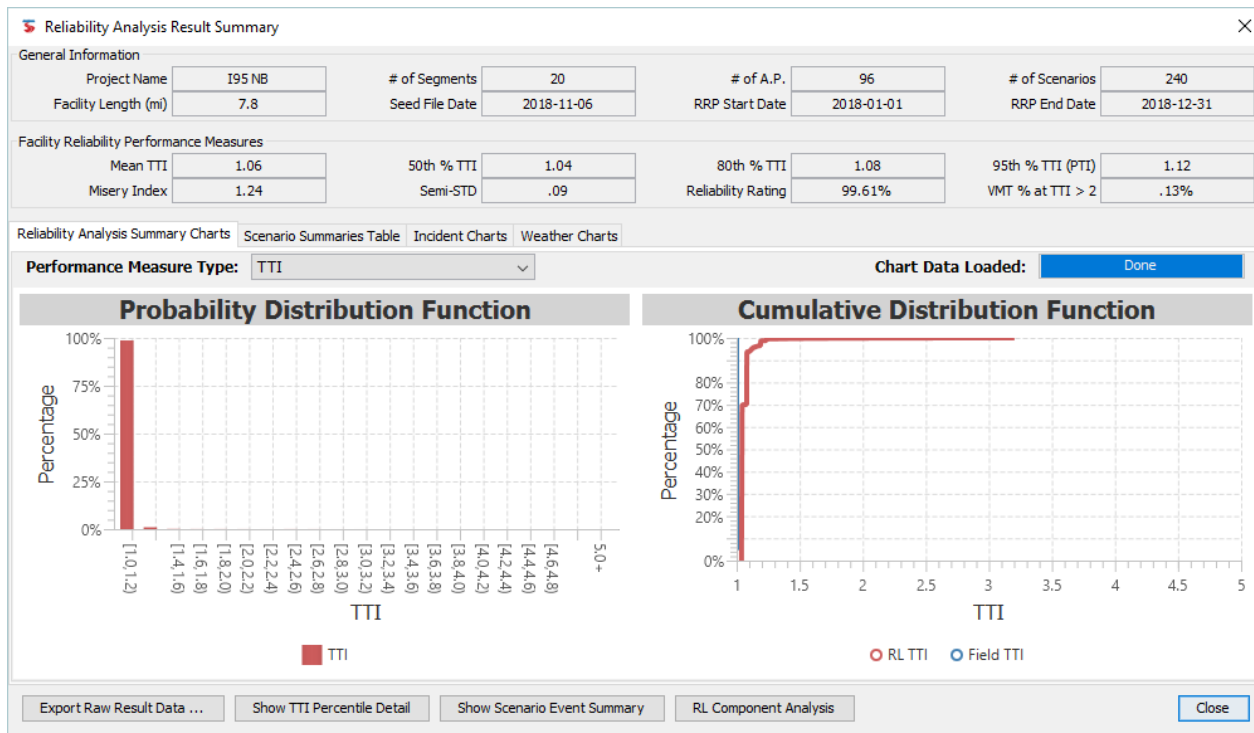 Reliability Analysis Result Summary
General Information
Project Name I95 NB # of Segments 20 # of A.P. 96 # of Scenarios 240
Facility Length (mi) 7.8 Seed File Date 2018-11-06 RRP Start Date 2018-01-01 RRP End Date 2018-12-31
Facility Reliability Performance Measures
Mean TTI 1.06 50th % TTI 1.04 80th % TTI 1.08 95th % TTI (PTI) 1.12
Misery Index 1.24 Semi-STD .09 Reliability Rating 99.61% VMT % at TTI > 2 .13%
Reliability Analysis Summary Charts Scenario Summaries Table Incident Charts Weather Charts
Performance Measure Type: TTI Chart Data Loaded: Done
Probability Distribution Function
100%
75%
50%
25%
0%
Percentage
[1.0,1.2)
[1.4,1.6)
[1.6,1.8)
[1.8,2.0)
[2.0,2.2)
[2.2,2.4)
[2.4,2.6)
[2.6,2.8)
[2.8,3.0)
[3.0,3.2)
[3.2,3.4)
[3.4,3.6)
[3.6,3.8)
[3.8,4.0)
[4.0,4.2)
[4.2,4.4)
[4.4,4.6)
[4.6,4.8)
5.0+
TTI
TTI
Cumulative Distribution Function
100%
80%
70%
60%
50%
40%
30%
20%
0%
Percentage
1 1.5 2 2.5 3 3.5 4 4.5 5
TTI
RL TTI Field TTI
Export Raw Result Data ... Show TTI Percentile Detail Show Scenario Event Summary RL Component Analysis Close